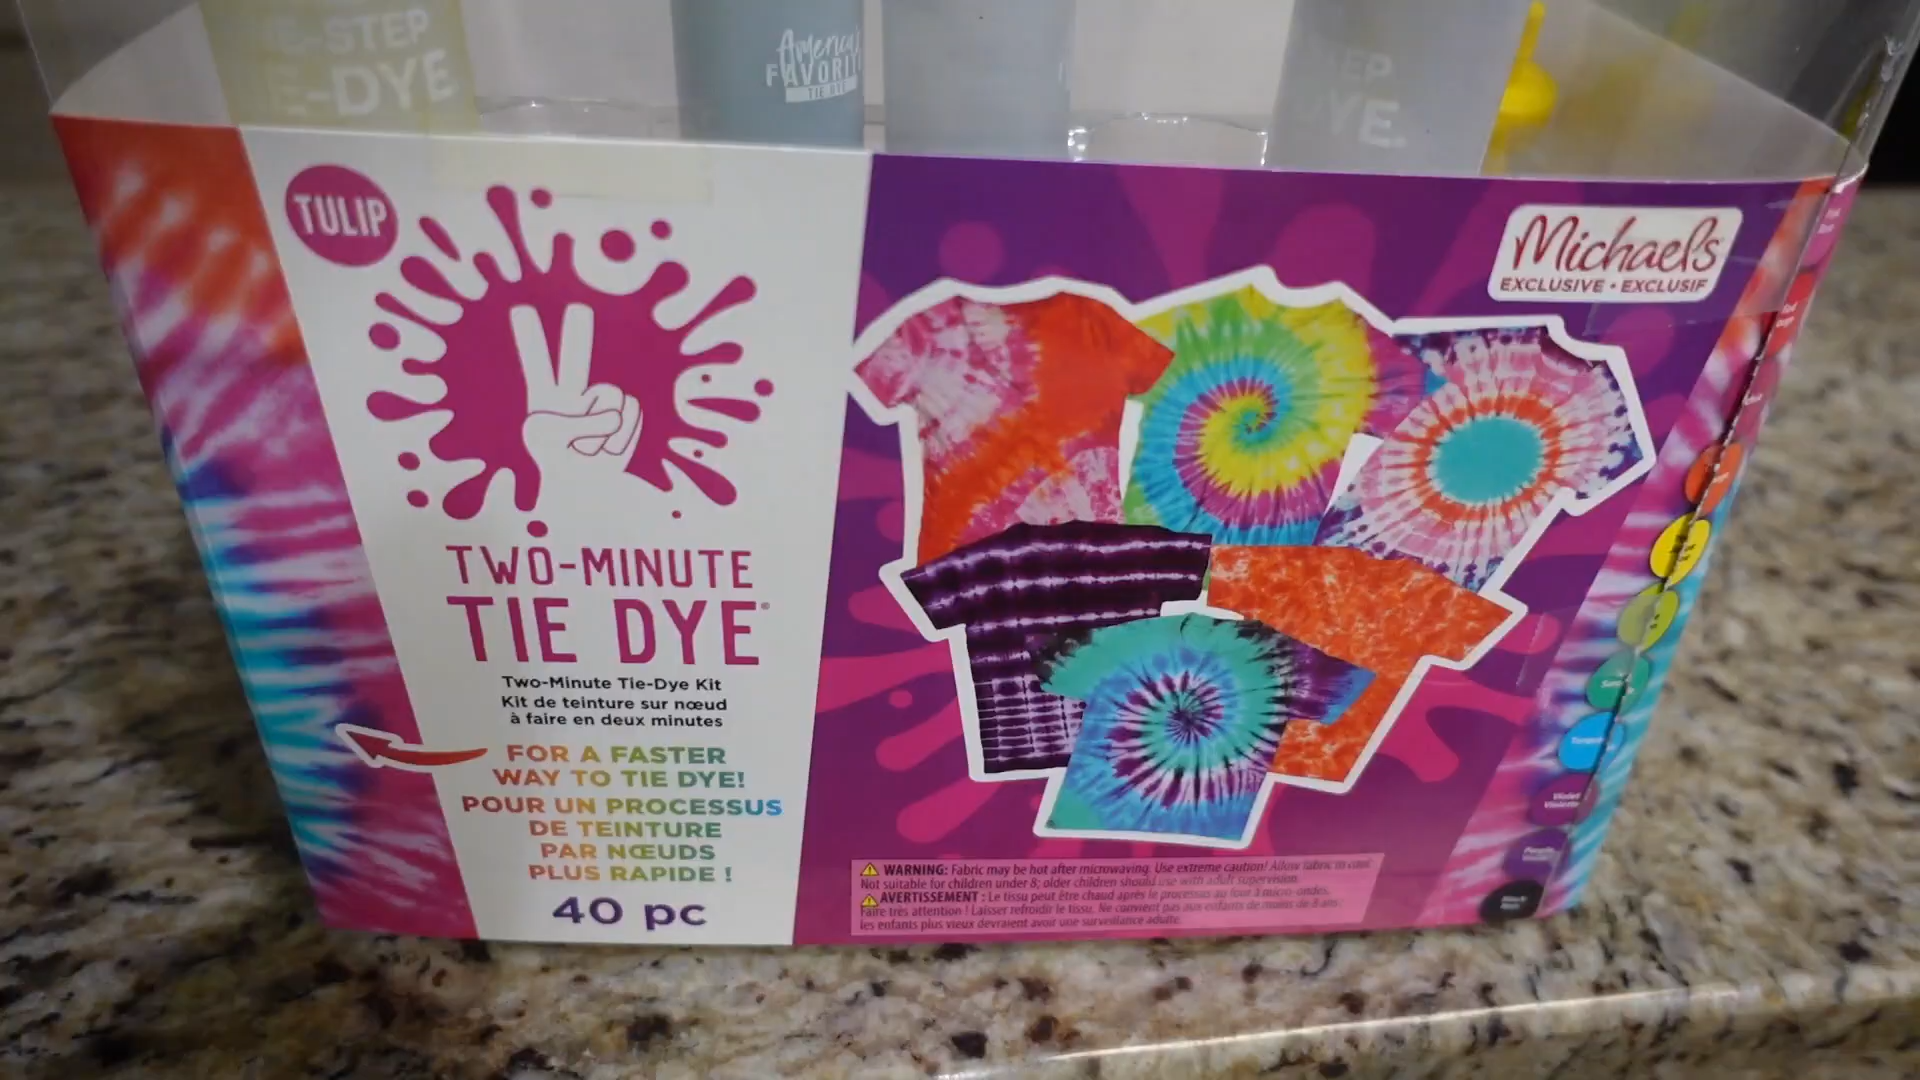 E-STEP
E-DYE
America's
FAVORITE
TIE DYE
EP
YE.
TULIP
Michaels
EXCLUSIVE • EXCLUSIF
TWO-MINUTE
TIE DYE®
Two-Minute Tie-Dye Kit
Kit de teinture sur nœud
à faire en deux minutes
FOR A FASTER
WAY TO TIE DYE!
POUR UN PROCESSUS
DE TEINTURE
PAR NŒUDS
PLUS RAPIDE !
40 pc
WARNING: Fabric may be hot after microwaving. Use extreme caution! Allow fabric to cool.
Not suitable for children under 8; older children should use with adult supervision.
AVERTISSEMENT : Le tissu peut être chaud après le processus au four à micro-ondes.
Faire très attention ! Laisser refroidir le tissu. Ne convient pas aux enfants de moins de 8 ans ;
les enfants plus vieux devraient avoir une surveillance adulte.
Violet